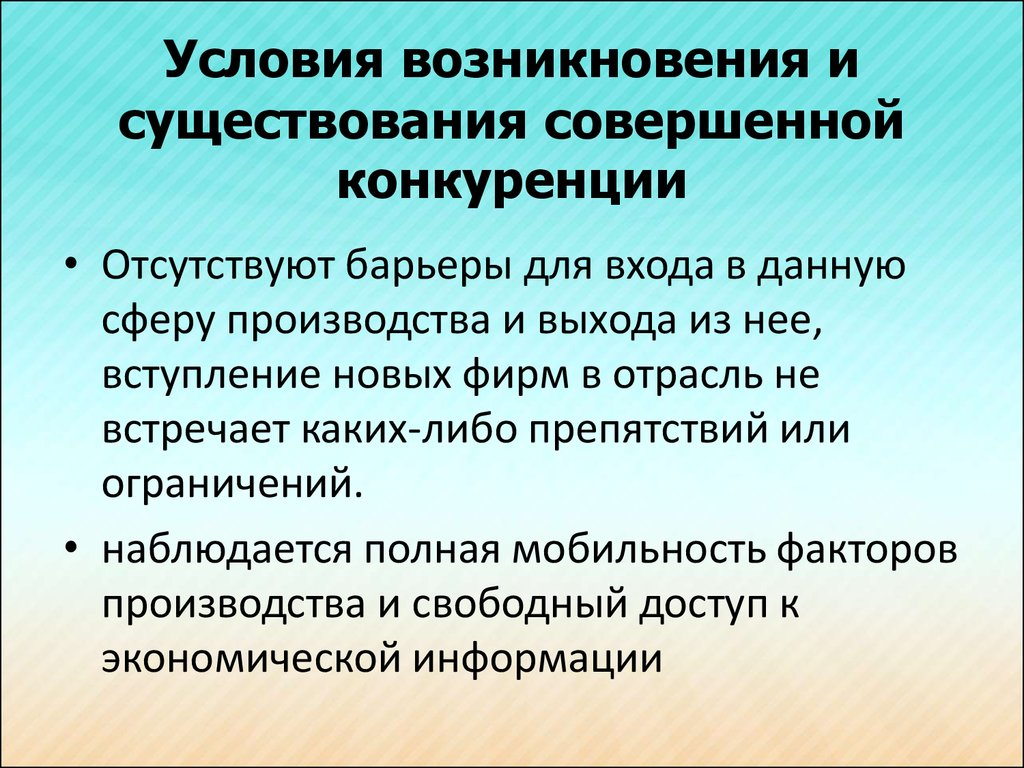 Условия возникновения и
существования совершенной
конкуренции
• Отсутствуют барьеры для входа в данную
сферу производства и выхода из нее,
вступление новых фирм в отрасль не
встречает каких-либо препятствий или
ограничений.
• наблюдается полная мобильность факторов
производства и свободный доступ к
экономической информации